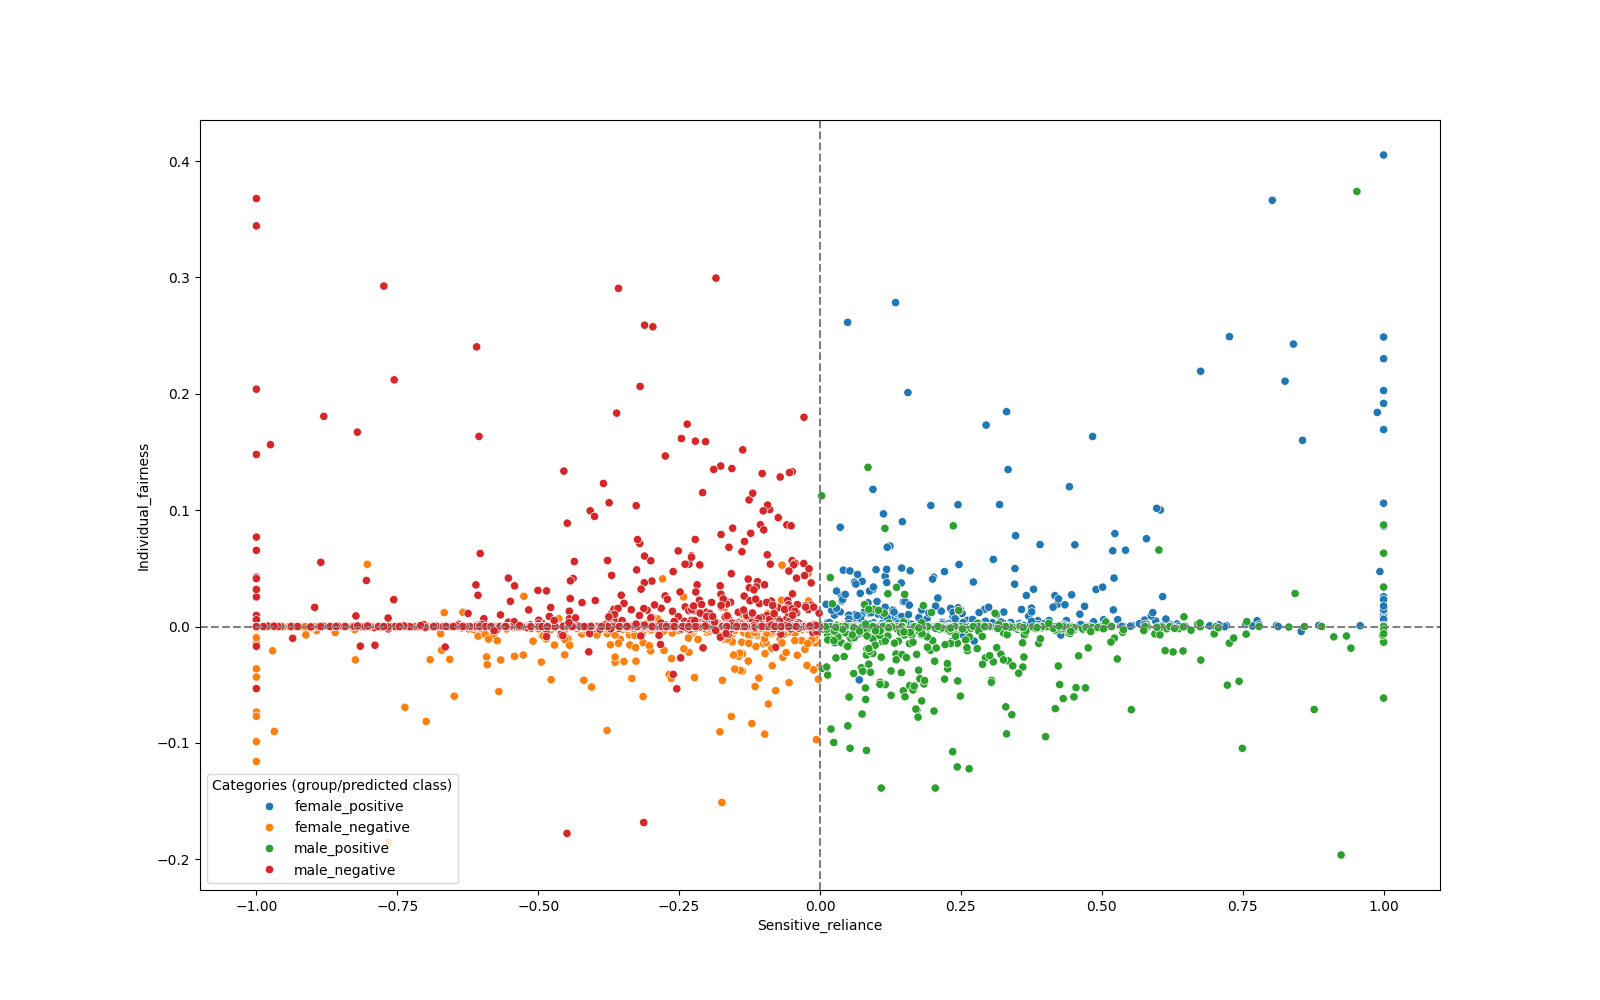 0.4
0.3
0.2
0.1
0.0
−0.1
−0.2
Individual_fairness
Categories (group/predicted class)
female_positive
female_negative
male_positive
male_negative
−1.00
−0.75
−0.50
−0.25
0.00
0.25
0.50
0.75
1.00
Sensitive_reliance